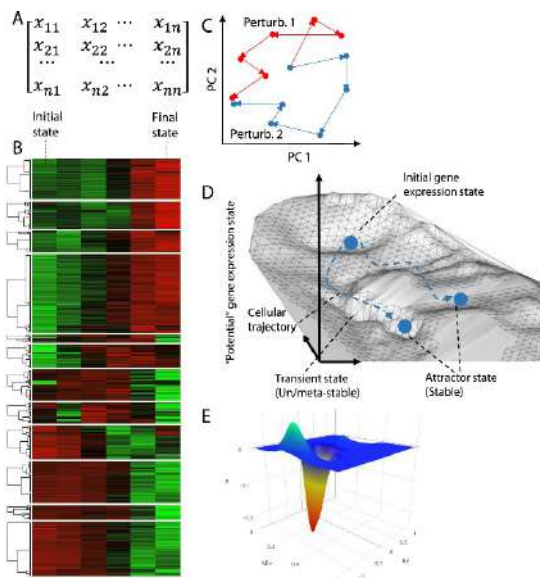 A
x11 x12 ⋯ x1n
x21 x22 ⋯ x2n
⋯ ⋯ ⋯
xn1 xn2 ⋯ xnn
Initial state
Final state
B
C
Perturb. 1
Perturb. 2
PC 2
PC 1
D
Initial gene
expression state
"Potential" gene expression state
Cellular
trajectory
Transient state
(Un/meta-stable)
Attractor state
(Stable)
E